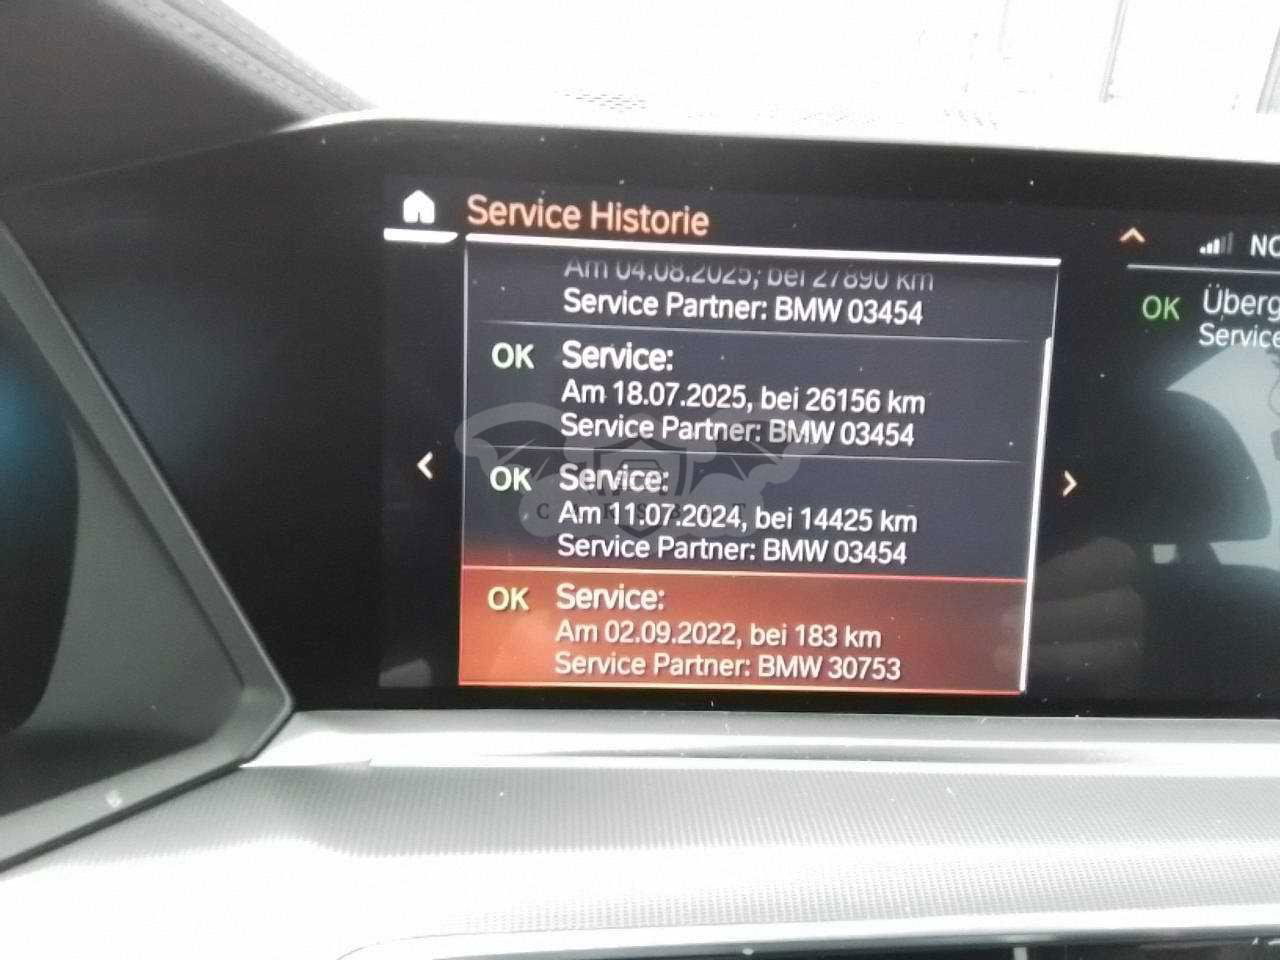 Service Historie
Am 04.08.2025, bei 27890 km
Service Partner: BMW 03454
OK Service:
Am 18.07.2025, bei 26156 km
Service Partner: BMW 03454
OK Service:
Am 11.07.2024, bei 14425 km
Service Partner: BMW 03454
OK Service:
Am 02.09.2022, bei 183 km
Service Partner: BMW 30753
NO
OK Überg
Service